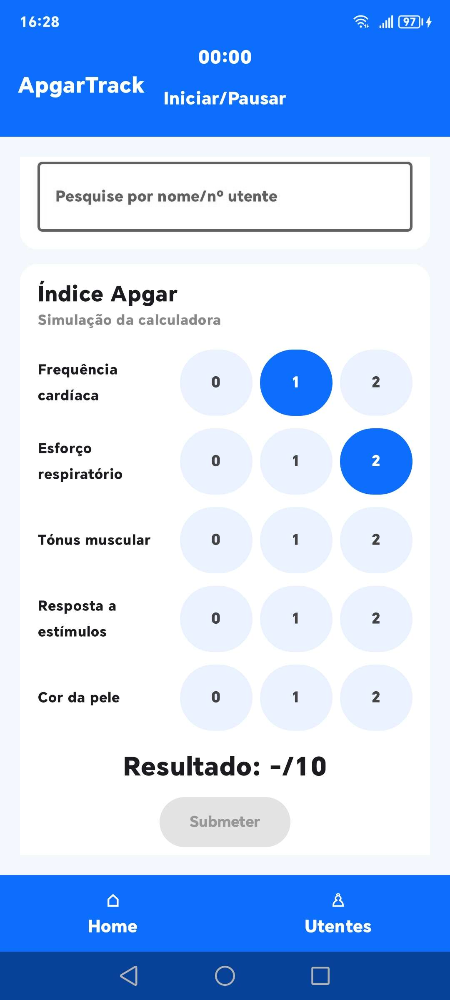 16:28
97
00:00
ApgarTrack
Iniciar/Pausar
Pesquise por nome/nº utente
Índice Apgar
Simulação da calculadora
Frequência
cardíaca
0 1 2
Esforço
respiratório
0 1 2
Tónus muscular 0 1 2
Resposta a
estímulos
0 1 2
Cor da pele 0 1 2
Resultado: -/10
Submeter
Home Utentes